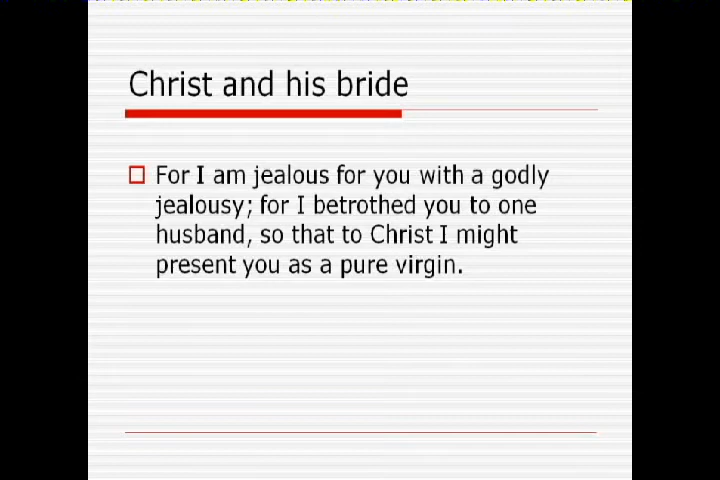 Christ and his bride
For I am jealous for you with a godly
jealousy; for I betrothed you to one
husband, so that to Christ I might
present you as a pure virgin.